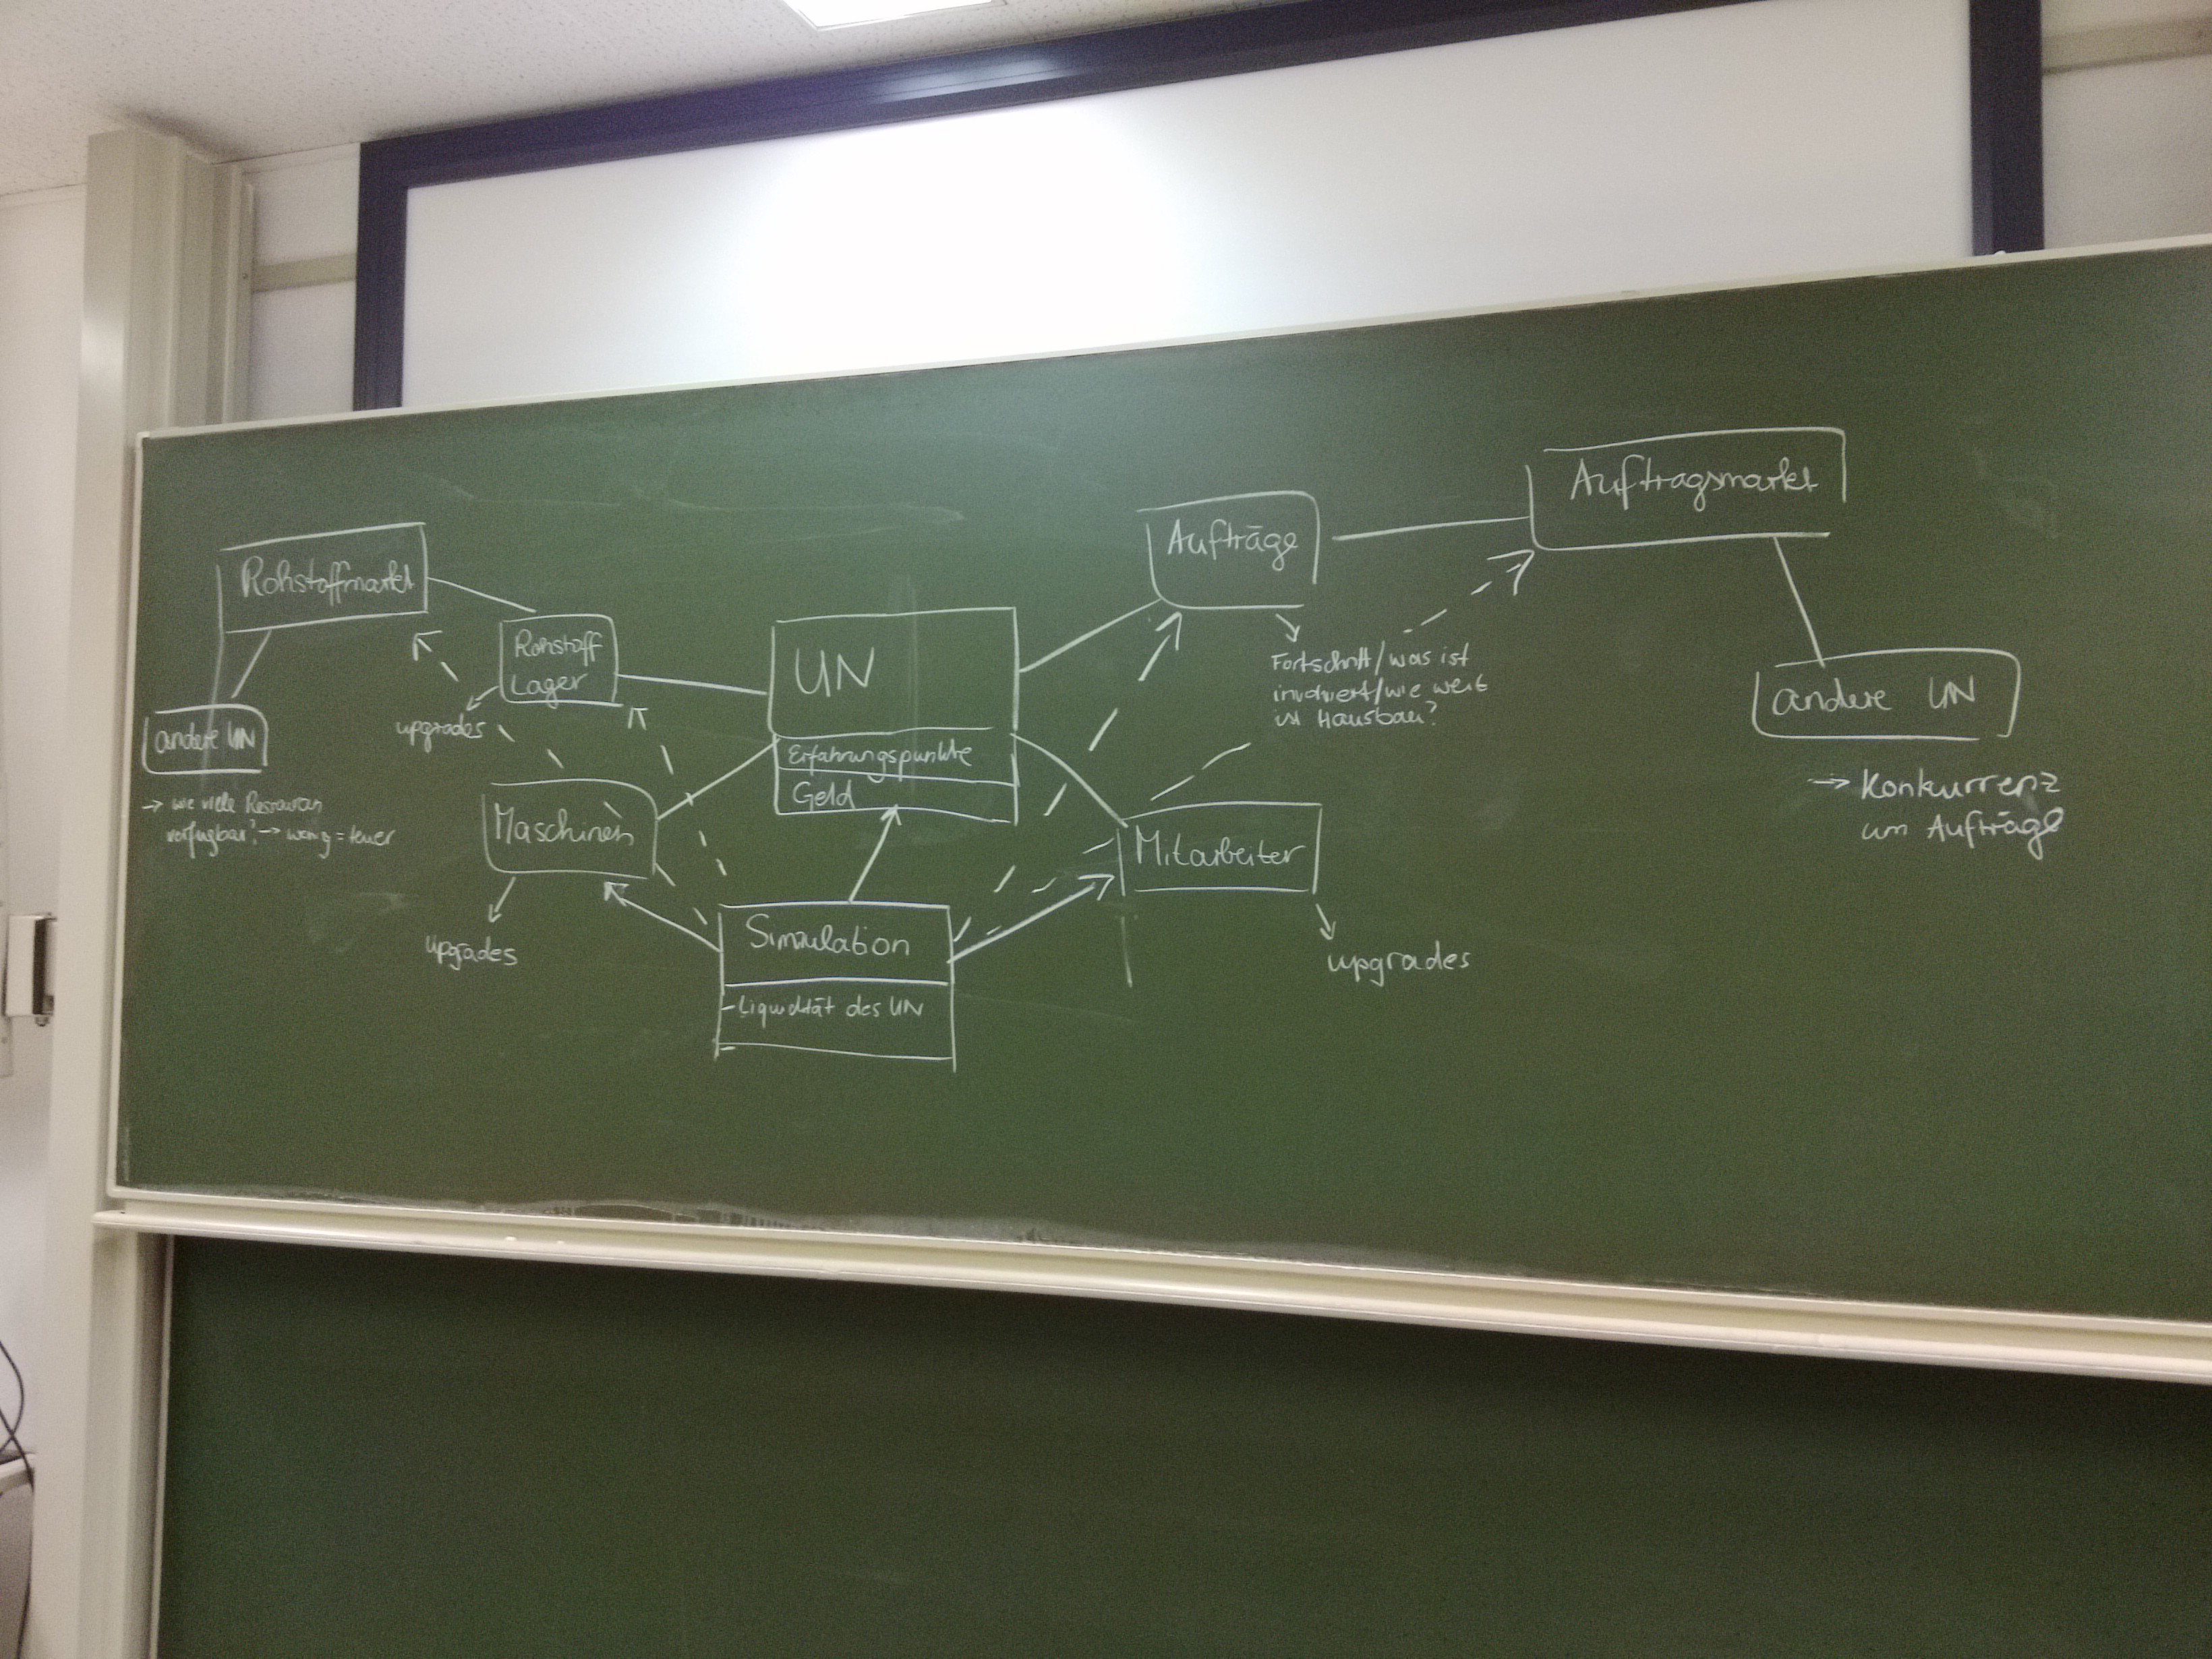 Rohstoffmarkt
andere UN
→ wie viele
verfügbar? → wenig = teuer
Rohstoff
Lager
upgrades
Maschinen
upgrades
UN
Erfahrungspunkte
Geld
Simulation
- Liquidität des UN
Aufträge
Fortschritt/was ist
involviert/wie weit
ist Hausbau?
Mitarbeiter
upgrades
Auftragsmarkt
andere UN
→ Konkurrenz
um Aufträge